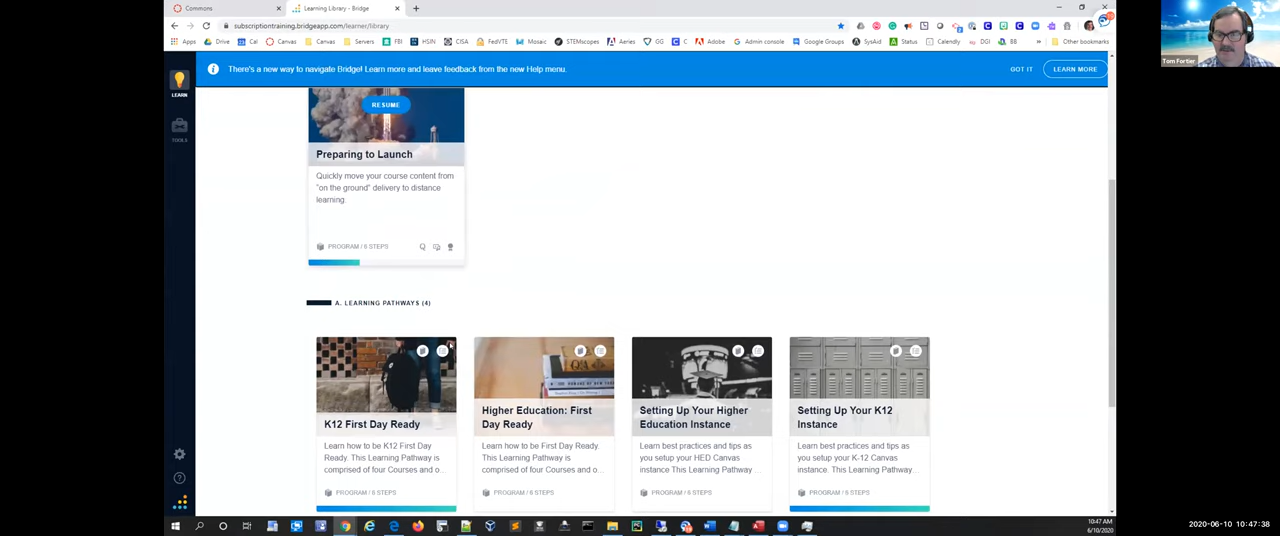 Commons
Learning Library - Bridge
subscriptiontraining.bridgeapp.com/learner/library
Apps
Drive
Cal
Canvas
Canvas
Servers
FBI
HSIN
CISA
FedVTE
Mosaic
STEMscopes
Aeries
GG
C
Adobe
Admin console
Google Groups
SysAid
Status
Calendly
DGI
BB
Other bookmarks
There's a new way to navigate Bridge! Learn more and leave feedback from the new Help menu.
GOT IT
LEARN MORE
LEARN
TOOLS
RESUME
Preparing to Launch
Quickly move your course content from
"on the ground" delivery to distance
learning.
PROGRAM / 6 STEPS
A. LEARNING PATHWAYS (4)
K12 First Day Ready
Learn how to be K12 First Day
Ready. This Learning Pathway is
comprised of four Courses and o...
PROGRAM / 6 STEPS
Higher Education: First
Day Ready
Learn how to be First Day Ready.
This Learning Pathway is
comprised of four Courses and o...
PROGRAM / 6 STEPS
Setting Up Your Higher
Education Instance
Learn best practices and tips as
you setup your HED Canvas
instance This Learning Pathway ...
PROGRAM / 6 STEPS
Setting Up Your K12
Instance
Learn best practices and tips as
you setup your K-12 Canvas
instance. This Learning Pathway...
PROGRAM / 6 STEPS
10:47 AM
6/10/2020
Tom Fortier
2020-06-10 10:47:38